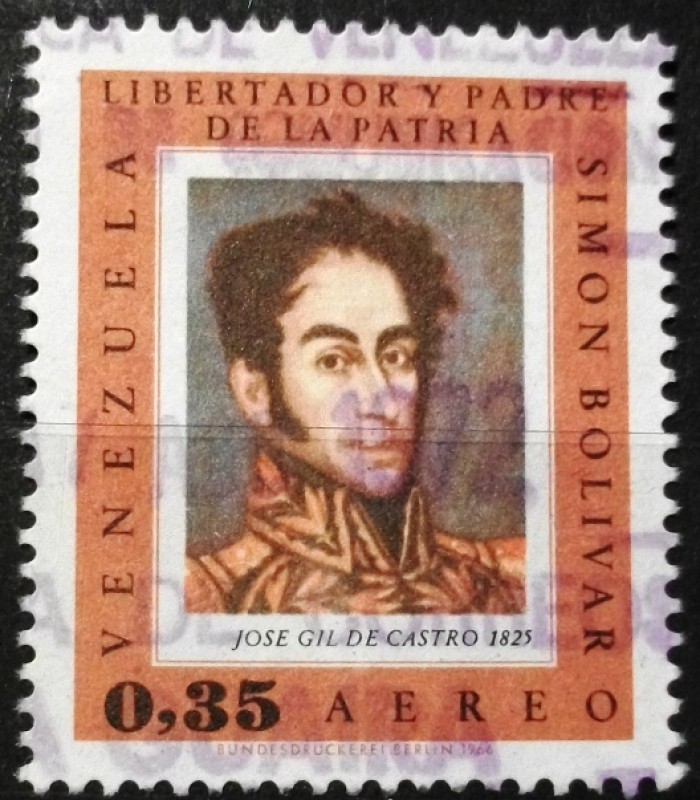 LIBERTADOR Y PADRE
DE LA PATRIA
VENEZUELA
SIMON BOLIVAR
JOSE GIL DE CASTRO 1825
0,35 AEREO
BUNDESDRUCKEREI BERLIN 1966